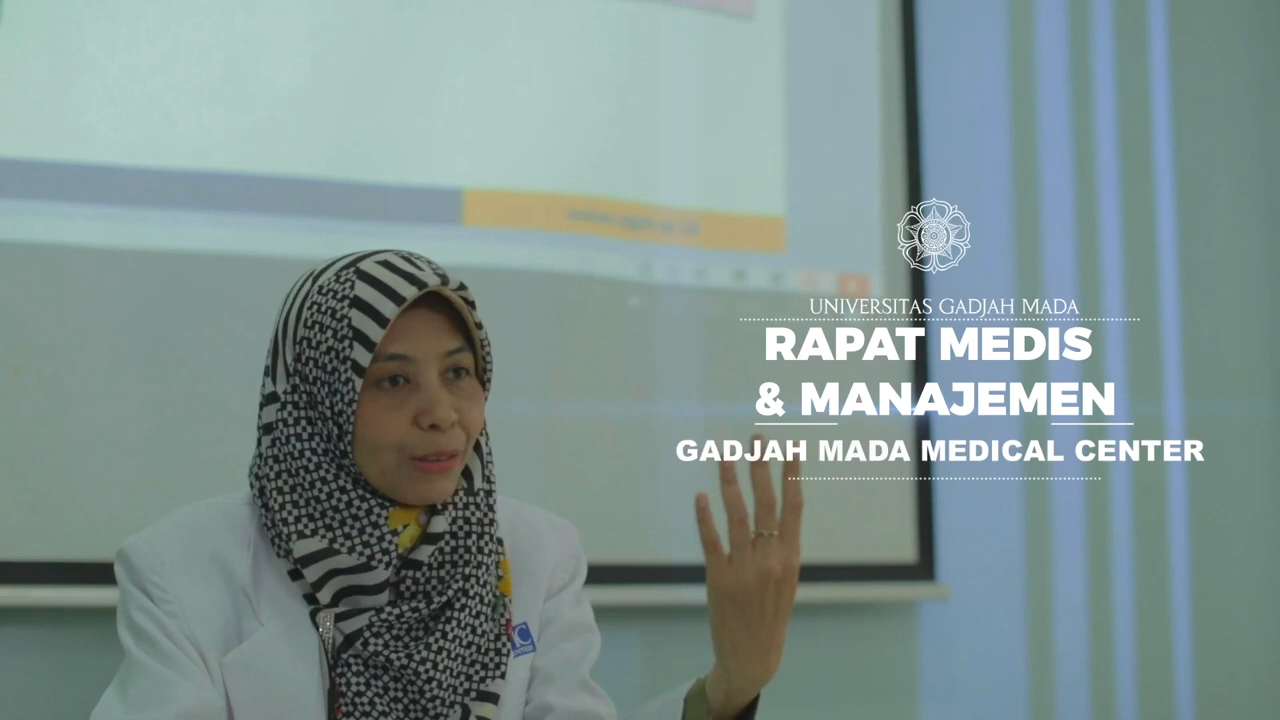 UNIVERSITAS GADJAH MADA
RAPAT MEDIS
& MANAJEMEN
GADJAH MADA MEDICAL CENTER